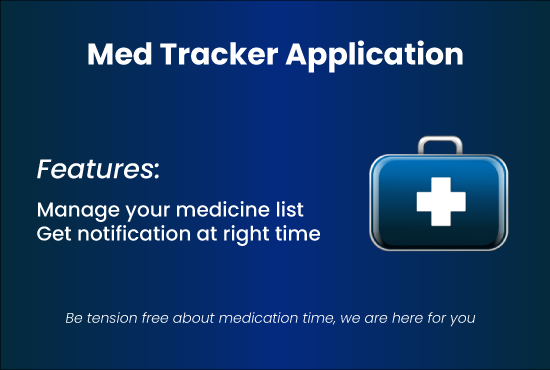 Med Tracker Application
Features:
Manage your medicine list
Get notification at right time
Be tension free about medication time, we are here for you